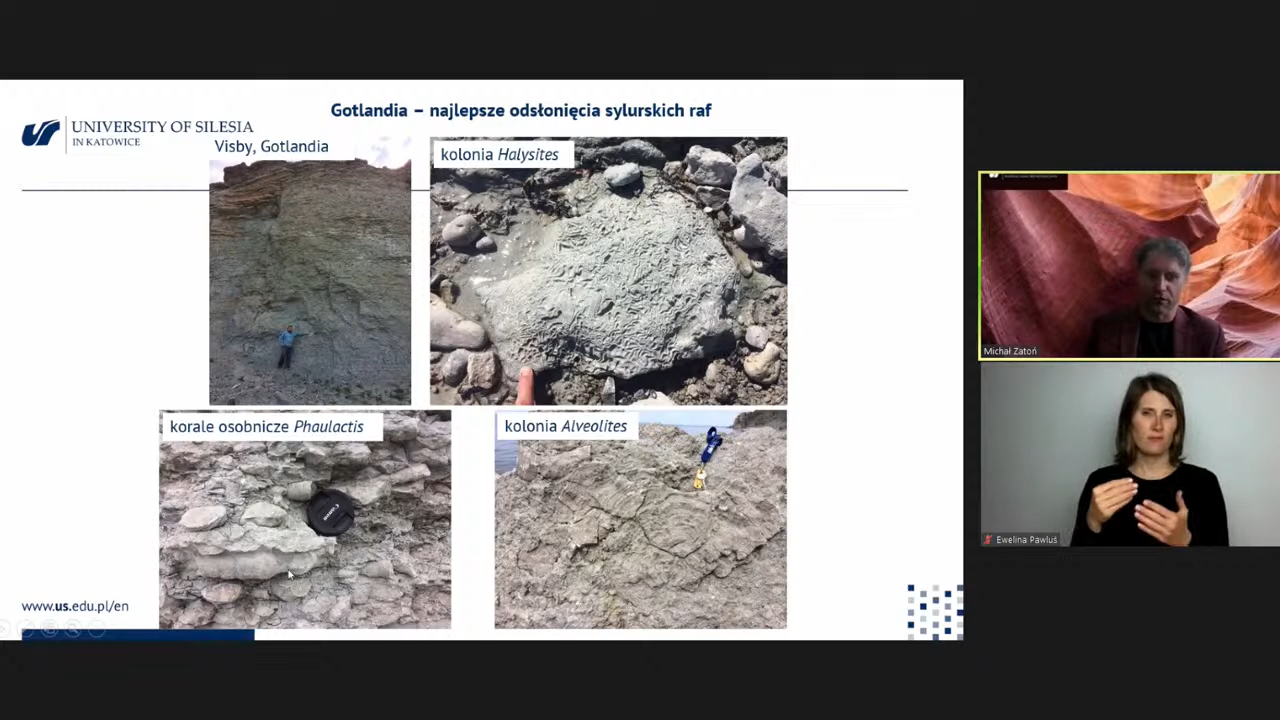 Gotlandia – najlepsze odsłonięcia sylurskich raf
UNIVERSITY OF SILESIA
IN KATOWICE
Visby, Gotlandia
kolonia Halysites
korale osobnicze Phaulactis
kolonia Alveolites
Canon
www.us.edu.pl/en
Michał Zatoń
Ewelina Pawluś